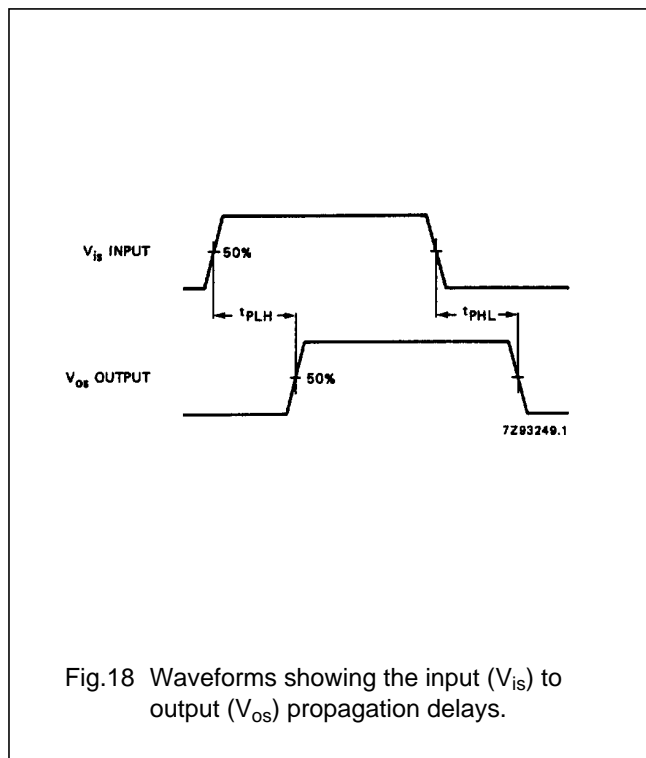 V_is INPUT
50%
t_PLH
t_PHL
V_os OUTPUT
50%
7Z93249.1
Fig.18 Waveforms showing the input (V_is) to
output (V_os) propagation delays.